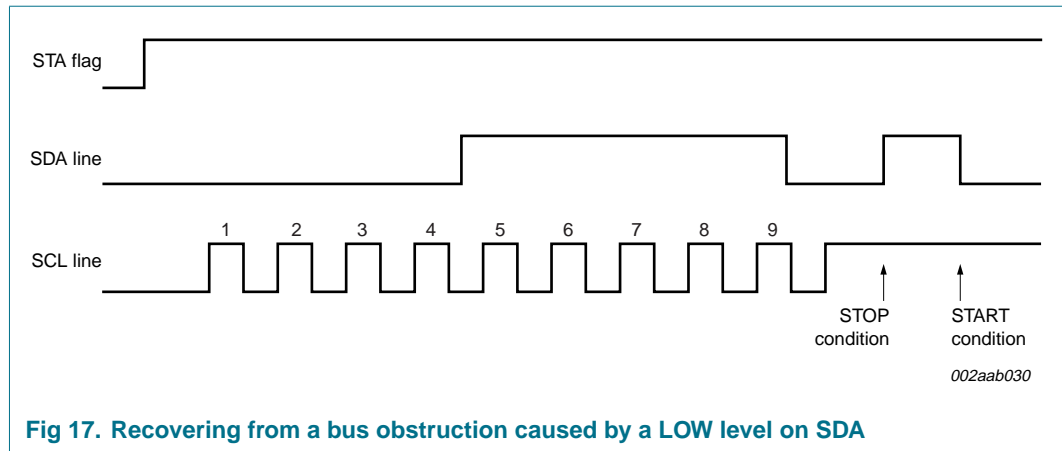 STA flag
SDA line
1 2 3 4 5 6 7 8 9
SCL line
STOP
condition
START
condition
002aab030
Fig 17. Recovering from a bus obstruction caused by a LOW level on SDA